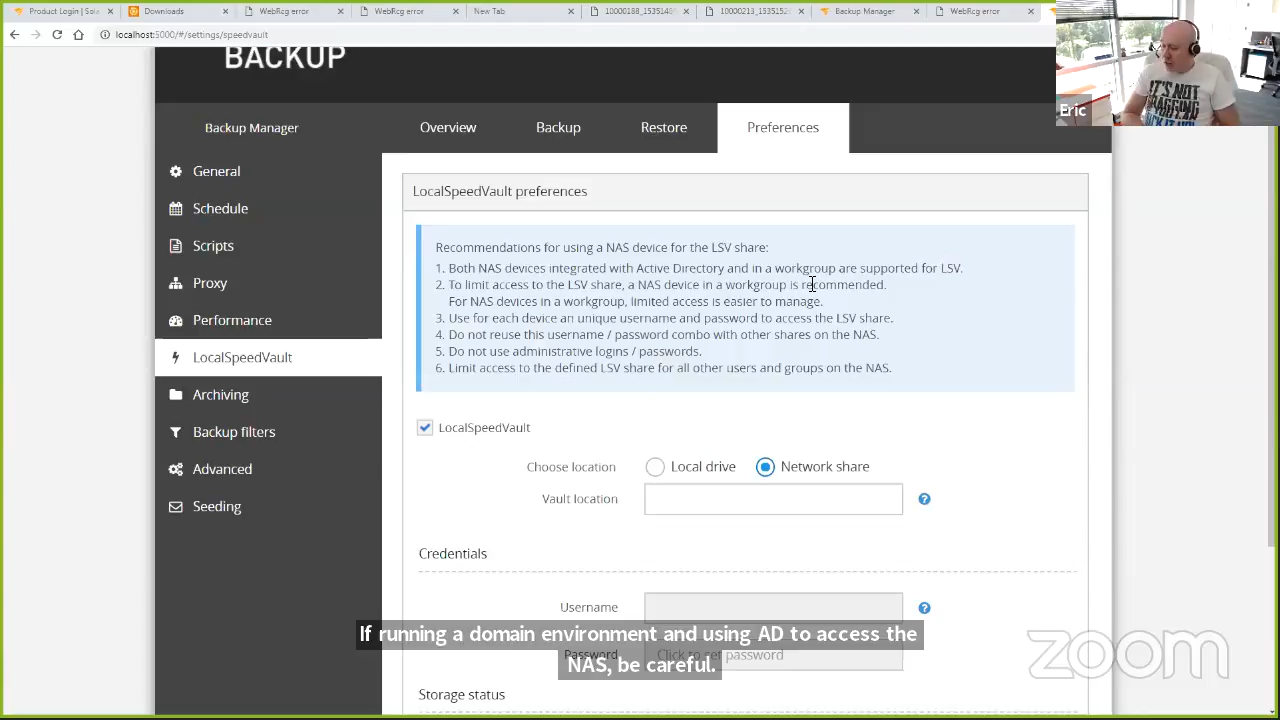 Product Login | Sola
Downloads
WebRcg error
WebRcg error
New Tab
10000188_1535148
10000213_1535152
Backup Manager
WebRcg error
localhost:5000/#/settings/speedvault
BACKUP
Eric
IT'S NOT
Backup Manager
Overview
Backup
Restore
Preferences
General
Schedule
Scripts
Proxy
Performance
LocalSpeedVault
Archiving
Backup filters
Advanced
Seeding
LocalSpeedVault preferences
Recommendations for using a NAS device for the LSV share:
1. Both NAS devices integrated with Active Directory and in a workgroup are supported for LSV.
2. To limit access to the LSV share, a NAS device in a workgroup is recommended.
For NAS devices in a workgroup, limited access is easier to manage.
3. Use for each device an unique username and password to access the LSV share.
4. Do not reuse this username / password combo with other shares on the NAS.
5. Do not use administrative logins / passwords.
6. Limit access to the defined LSV share for all other users and groups on the NAS.
LocalSpeedVault
Choose location
Local drive
Network share
Vault location
Credentials
Username
Password
Click to set password
If running a domain environment and using AD to access the
NAS, be careful.
Storage status
zoom